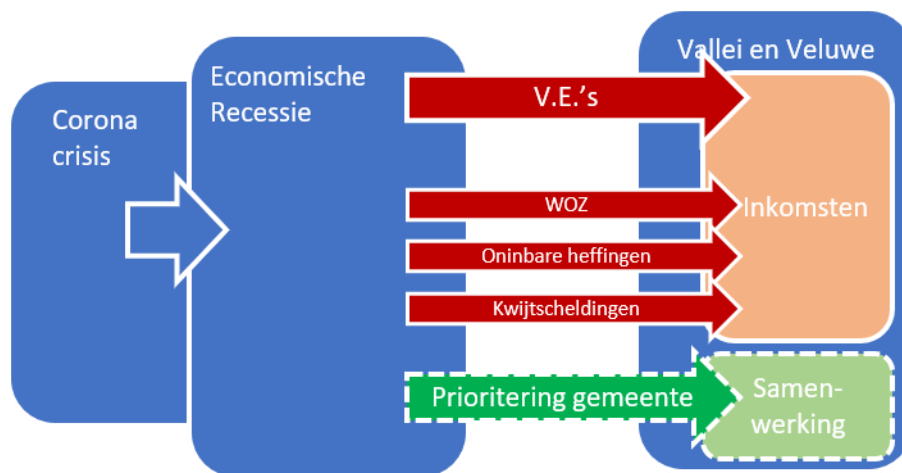 Corona
crisis
Economische
Recessie
Vallei en Veluwe
V.E.'s
WOZ
Oninbare heffingen
Kwijtscheldingen
Inkomsten
Prioritering gemeente
Samen-
werking